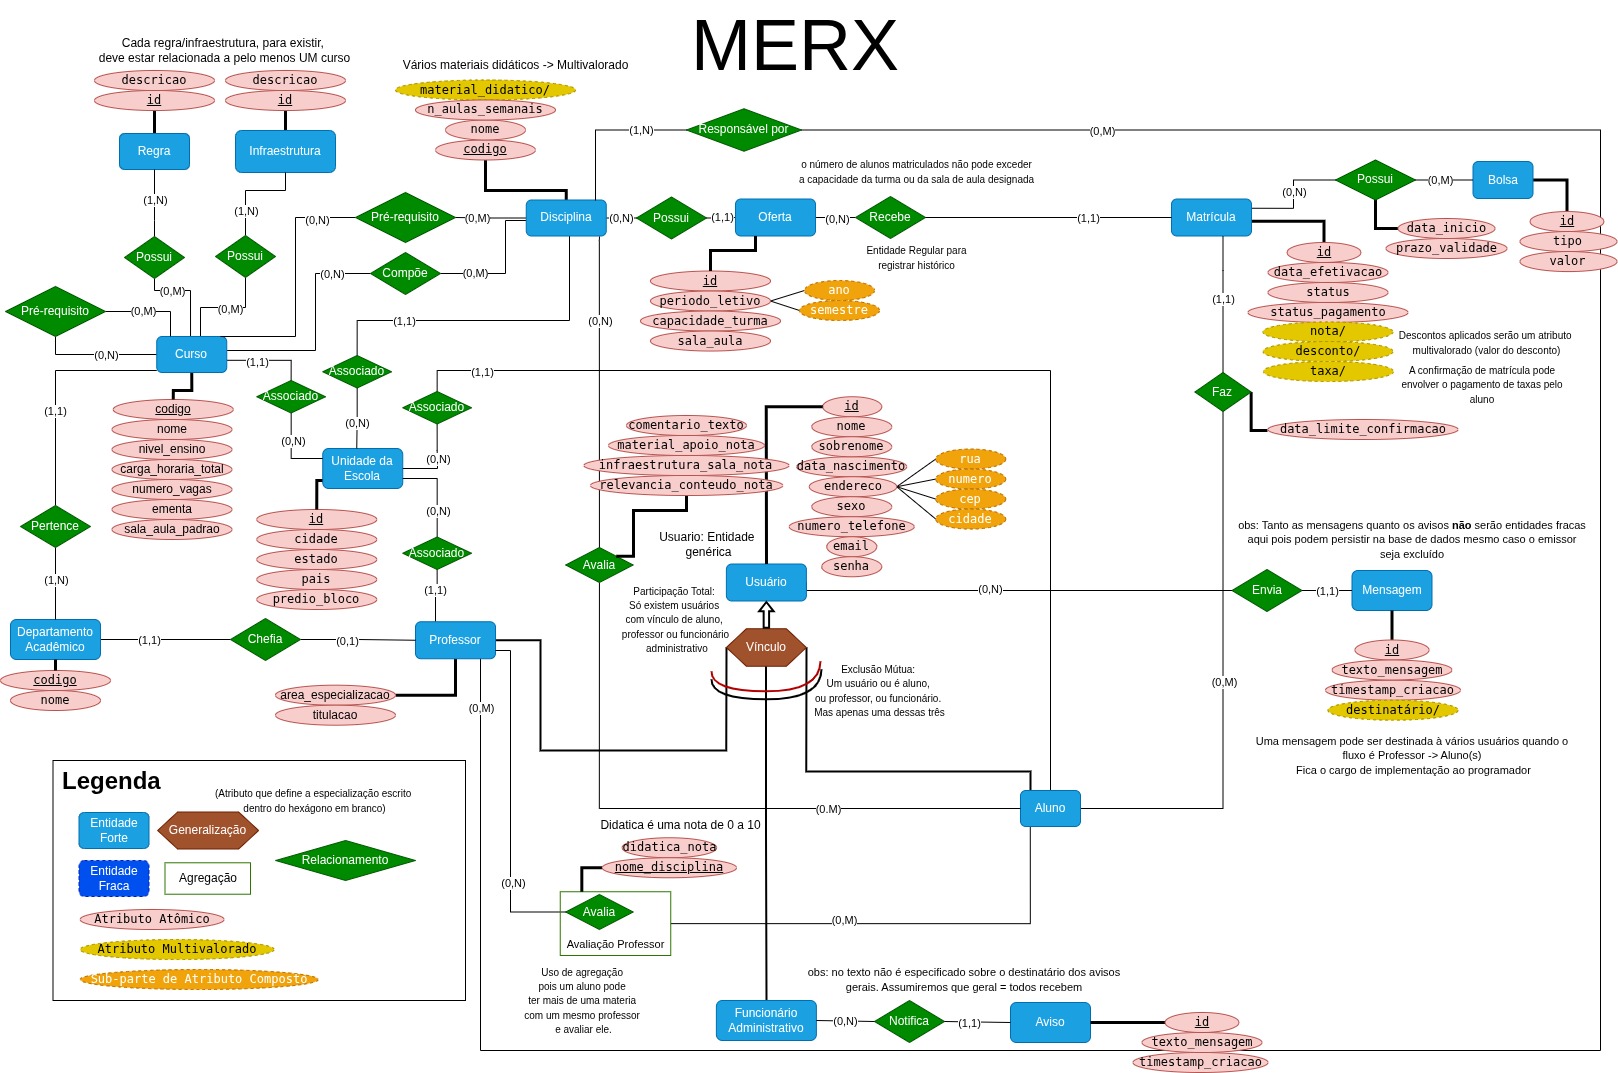 MERX
Cada regra/infraestrutura, para existir,
deve estar relacionada a pelo menos UM curso
descricao
id
descricao
id
Regra
Infraestrutura
(1,N)
(1,N)
Possui
Possui
(0,M)
(0,M)
Pré-requisito
(0,M)
(0,N)
Curso
Vários materiais didáticos -> Multivalorado
material_didatico/
n_aulas_semanais
nome
codigo
(0,N)
Pré-requisito
(0,M)
(0,N)
Compõe
(0,M)
Disciplina
(1,N)
Responsável por
(0,M)
(0,N)
Possui
(1,1)
Oferta
(0,N)
Recebe
(1,1)
Matrícula
o número de alunos matriculados não pode exceder
a capacidade da turma ou da sala de aula designada
Entidade Regular para
registrar histórico
id
periodo_letivo
capacidade_turma
sala_aula
ano
semestre
(0,N)
Possui
(0,M)
Bolsa
data_inicio
prazo_validade
id
tipo
valor
id
data_efetivacao
status
status_pagamento
nota/
desconto/
taxa/
Descontos aplicados serão um atributo
multivalorado (valor do desconto)
A confirmação de matrícula pode
envolver o pagamento de taxas pelo
aluno
(1,1)
Faz
data_limite_confirmacao
(0,M)
(1,1)
codigo
nome
nivel_ensino
carga_horaria_total
numero_vagas
ementa
sala_aula_padrao
(1,1)
Associado
(0,N)
(1,1)
Associado
(0,N)
(1,1)
Associado
(0,N)
Unidade da
Escola
id
cidade
estado
pais
predio_bloco
(0,N)
Associado
(1,1)
Pertence
(1,N)
Departamento
Acadêmico
codigo
nome
(1,1)
Chefia
(0,1)
Professor
area_especializacao
titulacao
(0,M)
(0,N)
comentario_texto
material_apoio_nota
infraestrutura_sala_nota
relevancia_conteudo_nota
Avalia
id
nome
sobrenome
data_nascimento
endereco
sexo
numero_telefone
email
senha
rua
numero
cep
cidade
Usuario: Entidade
genérica
Usuário
Participação Total:
Só existem usuários
com vínculo de aluno,
professor ou funcionário
administrativo
Vínculo
Exclusão Mútua:
Um usuário ou é aluno,
ou professor, ou funcionário.
Mas apenas uma dessas três
(0,N)
Envia
(1,1)
Mensagem
obs: Tanto as mensagens quanto os avisos não serão entidades fracas
aqui pois podem persistir na base de dados mesmo caso o emissor
seja excluído
id
texto_mensagem
timestamp_criacao
destinatário/
Uma mensagem pode ser destinada à vários usuários quando o
fluxo é Professor -> Aluno(s)
Fica o cargo de implementação ao programador
(0.M)
Aluno
Didatica é uma nota de 0 a 10
didatica_nota
nome_disciplina
(0,N)
Avalia
Avaliação Professor
(0,M)
Uso de agregação
pois um aluno pode
ter mais de uma materia
com um mesmo professor
e avaliar ele.
obs: no texto não é especificado sobre o destinatário dos avisos
gerais. Assumiremos que geral = todos recebem
Funcionário
Administrativo
(0,N)
Notifica
(1,1)
Aviso
id
texto_mensagem
timestamp_criacao
Legenda
(Atributo que define a especialização escrito
dentro do hexágono em branco)
Entidade
Forte
Generalização
Relacionamento
Entidade
Fraca
Agregação
Atributo Atômico
Atributo Multivalorado
Sub-parte de Atributo Composto